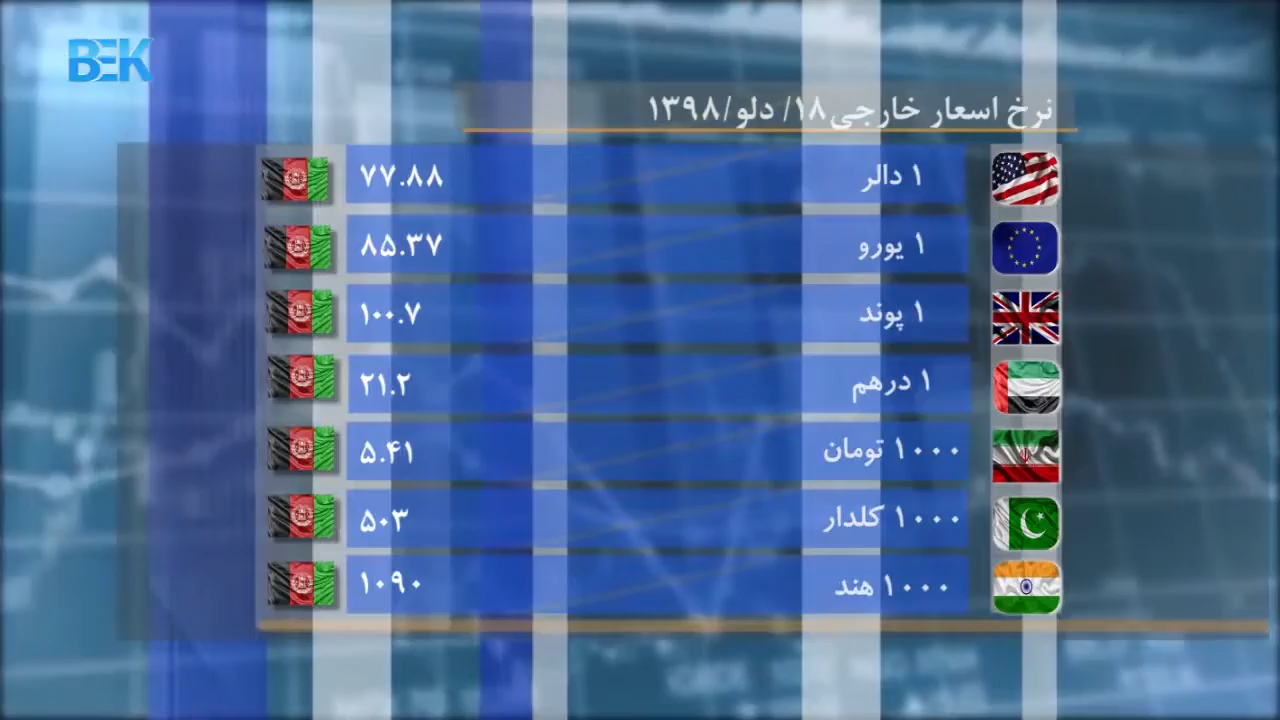 BEK
نرخ اسعار خارجی۱۸/ دلو/۱۳۹۸
۱ دالر ۷۷.۸۸
۱ یورو ۸۵.۳۷
۱ پوند ۱۰۰.۷
۱ درهم ۲۱.۲
۱۰۰۰ تومان ۵.۴۱
۱۰۰۰ کلدار ۵۰۳
۱۰۰۰ هند ۱۰۹۰